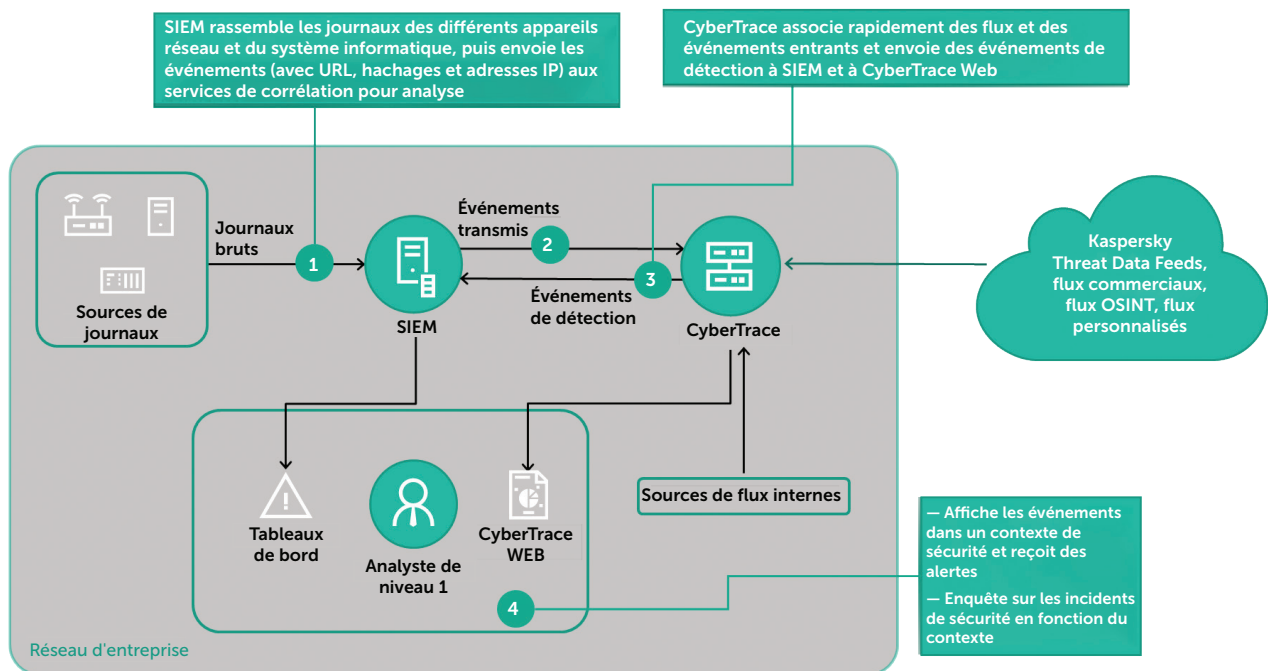 SIEM rassemble les journaux des différents appareils
réseau et du système informatique, puis envoie les
événements (avec URL, hachages et adresses IP) aux
services de corrélation pour analyse
CyberTrace associe rapidement des flux et des
événements entrants et envoie des événements de
détection à SIEM et à CyberTrace Web
Sources de
journaux
Journaux
bruts
1
SIEM
Événements
transmis
2
3
Événements
de détection
CyberTrace
Kaspersky
Threat Data Feeds,
flux commerciaux,
flux OSINT, flux
personnalisés
Tableaux
de bord
Analyste de
niveau 1
CyberTrace
WEB
4
Sources de flux internes
— Affiche les événements
dans un contexte de
sécurité et reçoit des
alertes
— Enquête sur les incidents
de sécurité en fonction du
contexte
Réseau d'entreprise